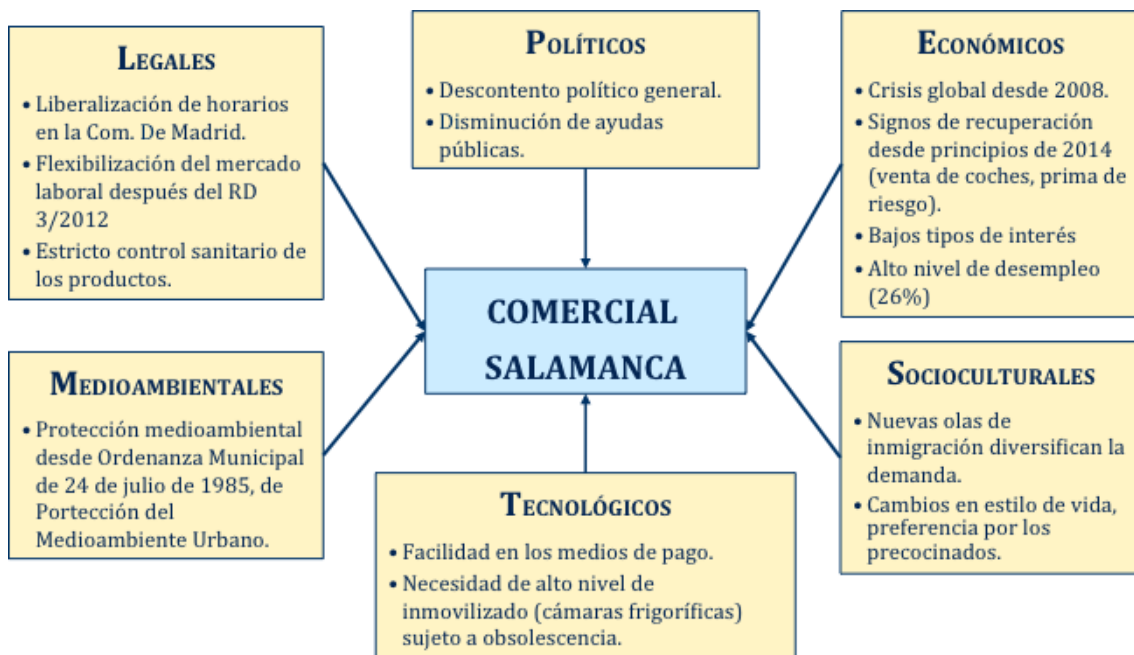 LEGALES
• Liberalización de horarios
en la Com. De Madrid.
• Flexibilización del mercado
laboral después del RD
3/2012
• Estricto control sanitario de
los productos.
POLÍTICOS
• Descontento político general.
• Disminución de ayudas
públicas.
ECONÓMICOS
• Crisis global desde 2008.
• Signos de recuperación
desde principios de 2014
(venta de coches, prima de
riesgo).
• Bajos tipos de interés
• Alto nivel de desempleo
(26%)
COMERCIAL
SALAMANCA
MEDIOAMBIENTALES
• Protección medioambiental
desde Ordenanza Municipal
de 24 de julio de 1985, de
Portección del
Medioambiente Urbano.
TECNOLÓGICOS
• Facilidad en los medios de pago.
• Necesidad de alto nivel de
inmovilizado (cámaras frigoríficas)
sujeto a obsolescencia.
SOCIOCULTURALES
• Nuevas olas de
inmigración diversifican la
demanda.
• Cambios en estilo de vida,
preferencia por los
precocinados.